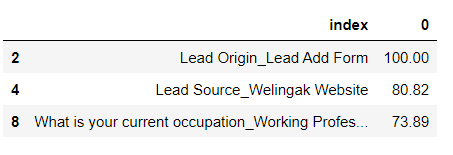 index 0
2 Lead Origin_Lead Add Form 100.00
4 Lead Source_Welingak Website 80.82
8 What is your current occupation_Working Profes... 73.89